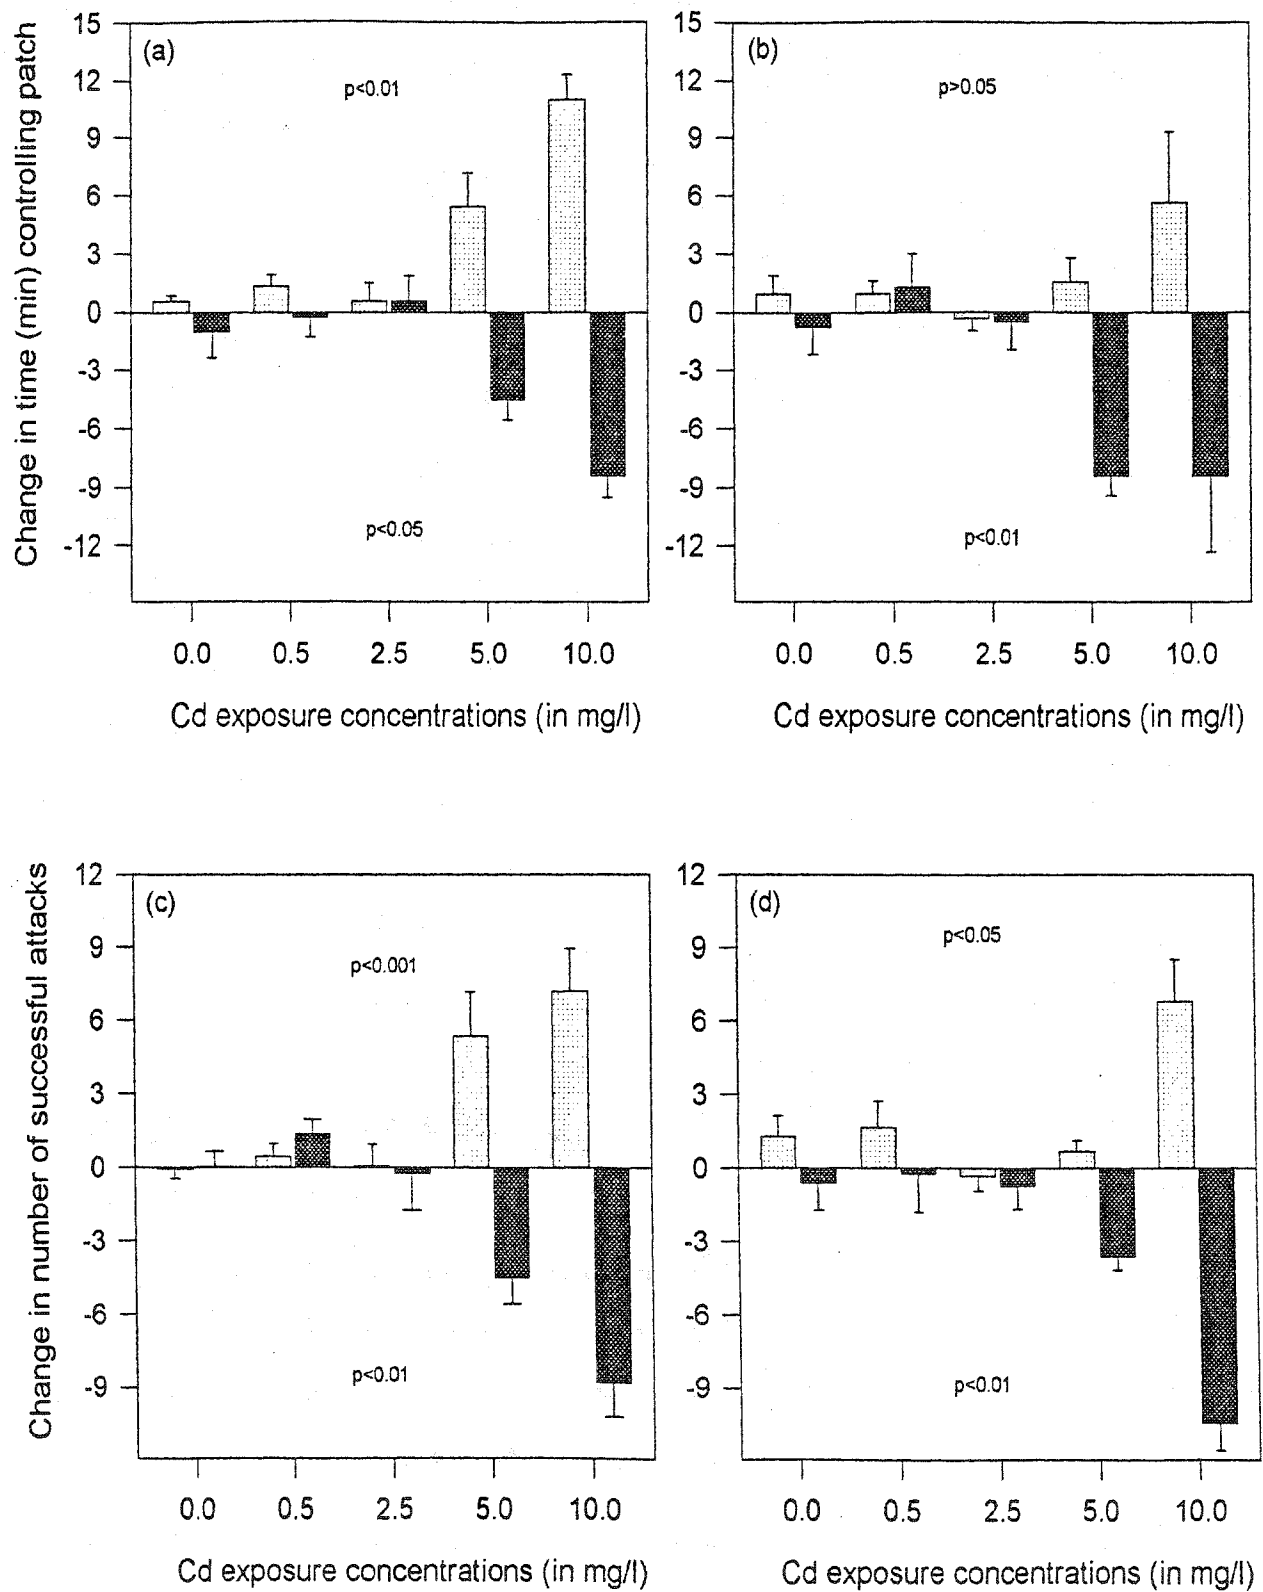 Change in time (min) controlling patch
15
12
9
6
3
0
-3
-6
-9
-12
(a)
p<0.01
p<0.05
0.0 0.5 2.5 5.0 10.0
Cd exposure concentrations (in mg/l)
15
12
9
6
3
0
-3
-6
-9
-12
(b)
p>0.05
p<0.01
0.0 0.5 2.5 5.0 10.0
Cd exposure concentrations (in mg/l)
Change in number of successful attacks
12
9
6
3
0
-3
-6
-9
(c)
p<0.001
p<0.01
0.0 0.5 2.5 5.0 10.0
Cd exposure concentrations (in mg/l)
12
9
6
3
0
-3
-6
-9
(d)
p<0.05
p<0.01
0.0 0.5 2.5 5.0 10.0
Cd exposure concentrations (in mg/l)